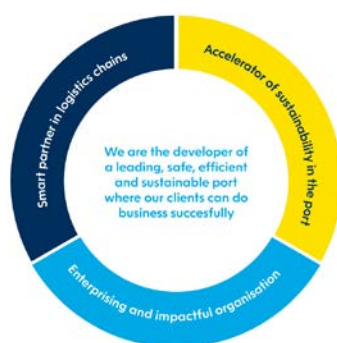 Smart partner in logistics chains
Accelerator of sustainability in the port
We are the developer of
a leading, safe, efficient
and sustainable port
where our clients can do
business succesfully
Enterprising and impactful organisation